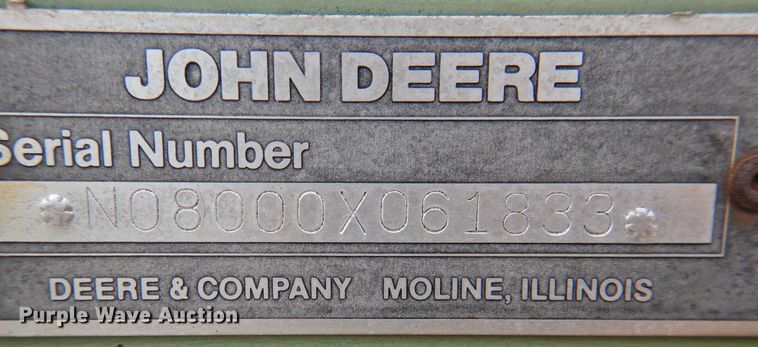 JOHN DEERE
Serial Number
N08000X061833
DEERE & COMPANY MOLINE, ILLINOIS
Purple Wave Auction